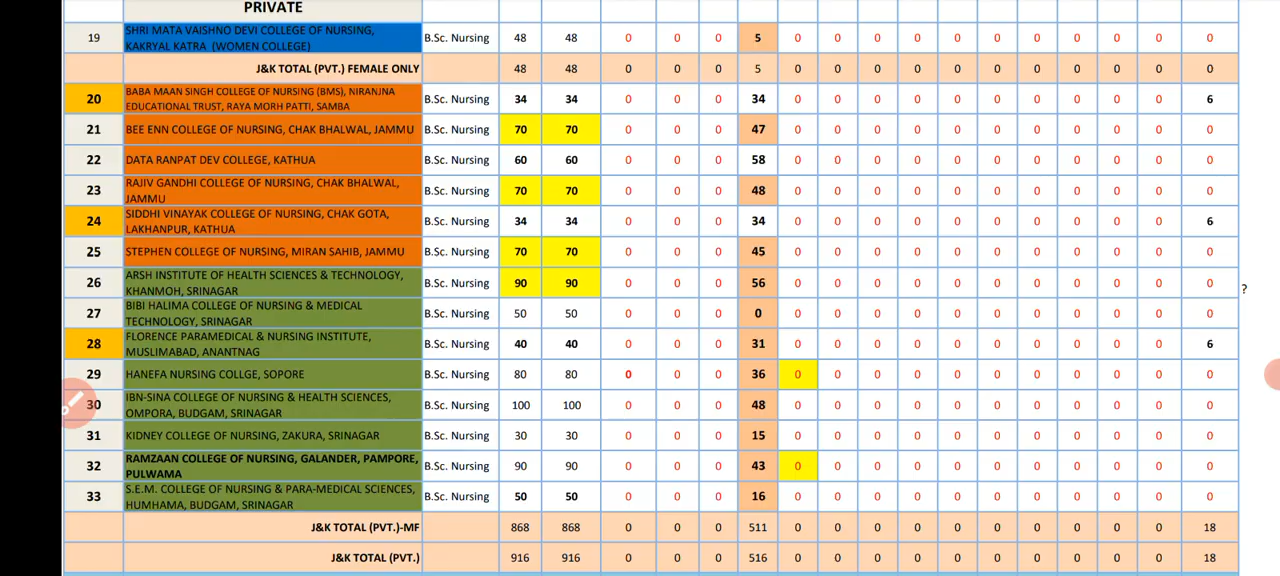 PRIVATE
19 SHRI MATA VAISHNO DEVI COLLEGE OF NURSING, KAKRYAL KATRA (WOMEN COLLEGE) B.Sc. Nursing 48 48 0 0 0 5 0 0 0 0 0 0 0 0 0 0
J&K TOTAL (PVT.) FEMALE ONLY 48 48 0 0 0 5 0 0 0 0 0 0 0 0 0 0
20 BABA MAAN SINGH COLLEGE OF NURSING (BMS), NIRANJNA EDUCATIONAL TRUST, RAYA MORH PATTI, SAMBA B.Sc. Nursing 34 34 0 0 0 34 0 0 0 0 0 0 0 0 0 6
21 BEE ENN COLLEGE OF NURSING, CHAK BHALWAL, JAMMU B.Sc. Nursing 70 70 0 0 0 47 0 0 0 0 0 0 0 0 0 0
22 DATA RANPAT DEV COLLEGE, KATHUA B.Sc. Nursing 60 60 0 0 0 58 0 0 0 0 0 0 0 0 0 0
23 RAJIV GANDHI COLLEGE OF NURSING, CHAK BHALWAL, JAMMU B.Sc. Nursing 70 70 0 0 0 48 0 0 0 0 0 0 0 0 0 0
24 SIDDHI VINAYAK COLLEGE OF NURSING, CHAK GOTA, LAKHANPUR, KATHUA B.Sc. Nursing 34 34 0 0 0 34 0 0 0 0 0 0 0 0 0 6
25 STEPHEN COLLEGE OF NURSING, MIRAN SAHIB, JAMMU B.Sc. Nursing 70 70 0 0 0 45 0 0 0 0 0 0 0 0 0 0
26 ARSH INSTITUTE OF HEALTH SCIENCES & TECHNOLOGY, KHANMOH, SRINAGAR B.Sc. Nursing 90 90 0 0 0 56 0 0 0 0 0 0 0 0 0 0 ?
27 BIBI HALIMA COLLEGE OF NURSING & MEDICAL TECHNOLOGY, SRINAGAR B.Sc. Nursing 50 50 0 0 0 0 0 0 0 0 0 0 0 0 0 0
28 FLORENCE PARAMEDICAL & NURSING INSTITUTE, MUSLIMABAD, ANANTNAG B.Sc. Nursing 40 40 0 0 0 31 0 0 0 0 0 0 0 0 0 6
29 HANEFA NURSING COLLGE, SOPORE B.Sc. Nursing 80 80 0 0 0 36 0 0 0 0 0 0 0 0 0 0
30 IBN-SINA COLLEGE OF NURSING & HEALTH SCIENCES, OMPORA, BUDGAM, SRINAGAR B.Sc. Nursing 100 100 0 0 0 48 0 0 0 0 0 0 0 0 0 0
31 KIDNEY COLLEGE OF NURSING, ZAKURA, SRINAGAR B.Sc. Nursing 30 30 0 0 0 15 0 0 0 0 0 0 0 0 0 0
32 RAMZAAN COLLEGE OF NURSING, GALANDER, PAMPORE, PULWAMA B.Sc. Nursing 90 90 0 0 0 43 0 0 0 0 0 0 0 0 0 0
33 S.E.M. COLLEGE OF NURSING & PARA-MEDICAL SCIENCES, HUMHAMA, BUDGAM, SRINAGAR B.Sc. Nursing 50 50 0 0 0 16 0 0 0 0 0 0 0 0 0 0
J&K TOTAL (PVT.)-MF 868 868 0 0 0 511 0 0 0 0 0 0 0 0 0 18
J&K TOTAL (PVT.) 916 916 0 0 0 516 0 0 0 0 0 0 0 0 0 18